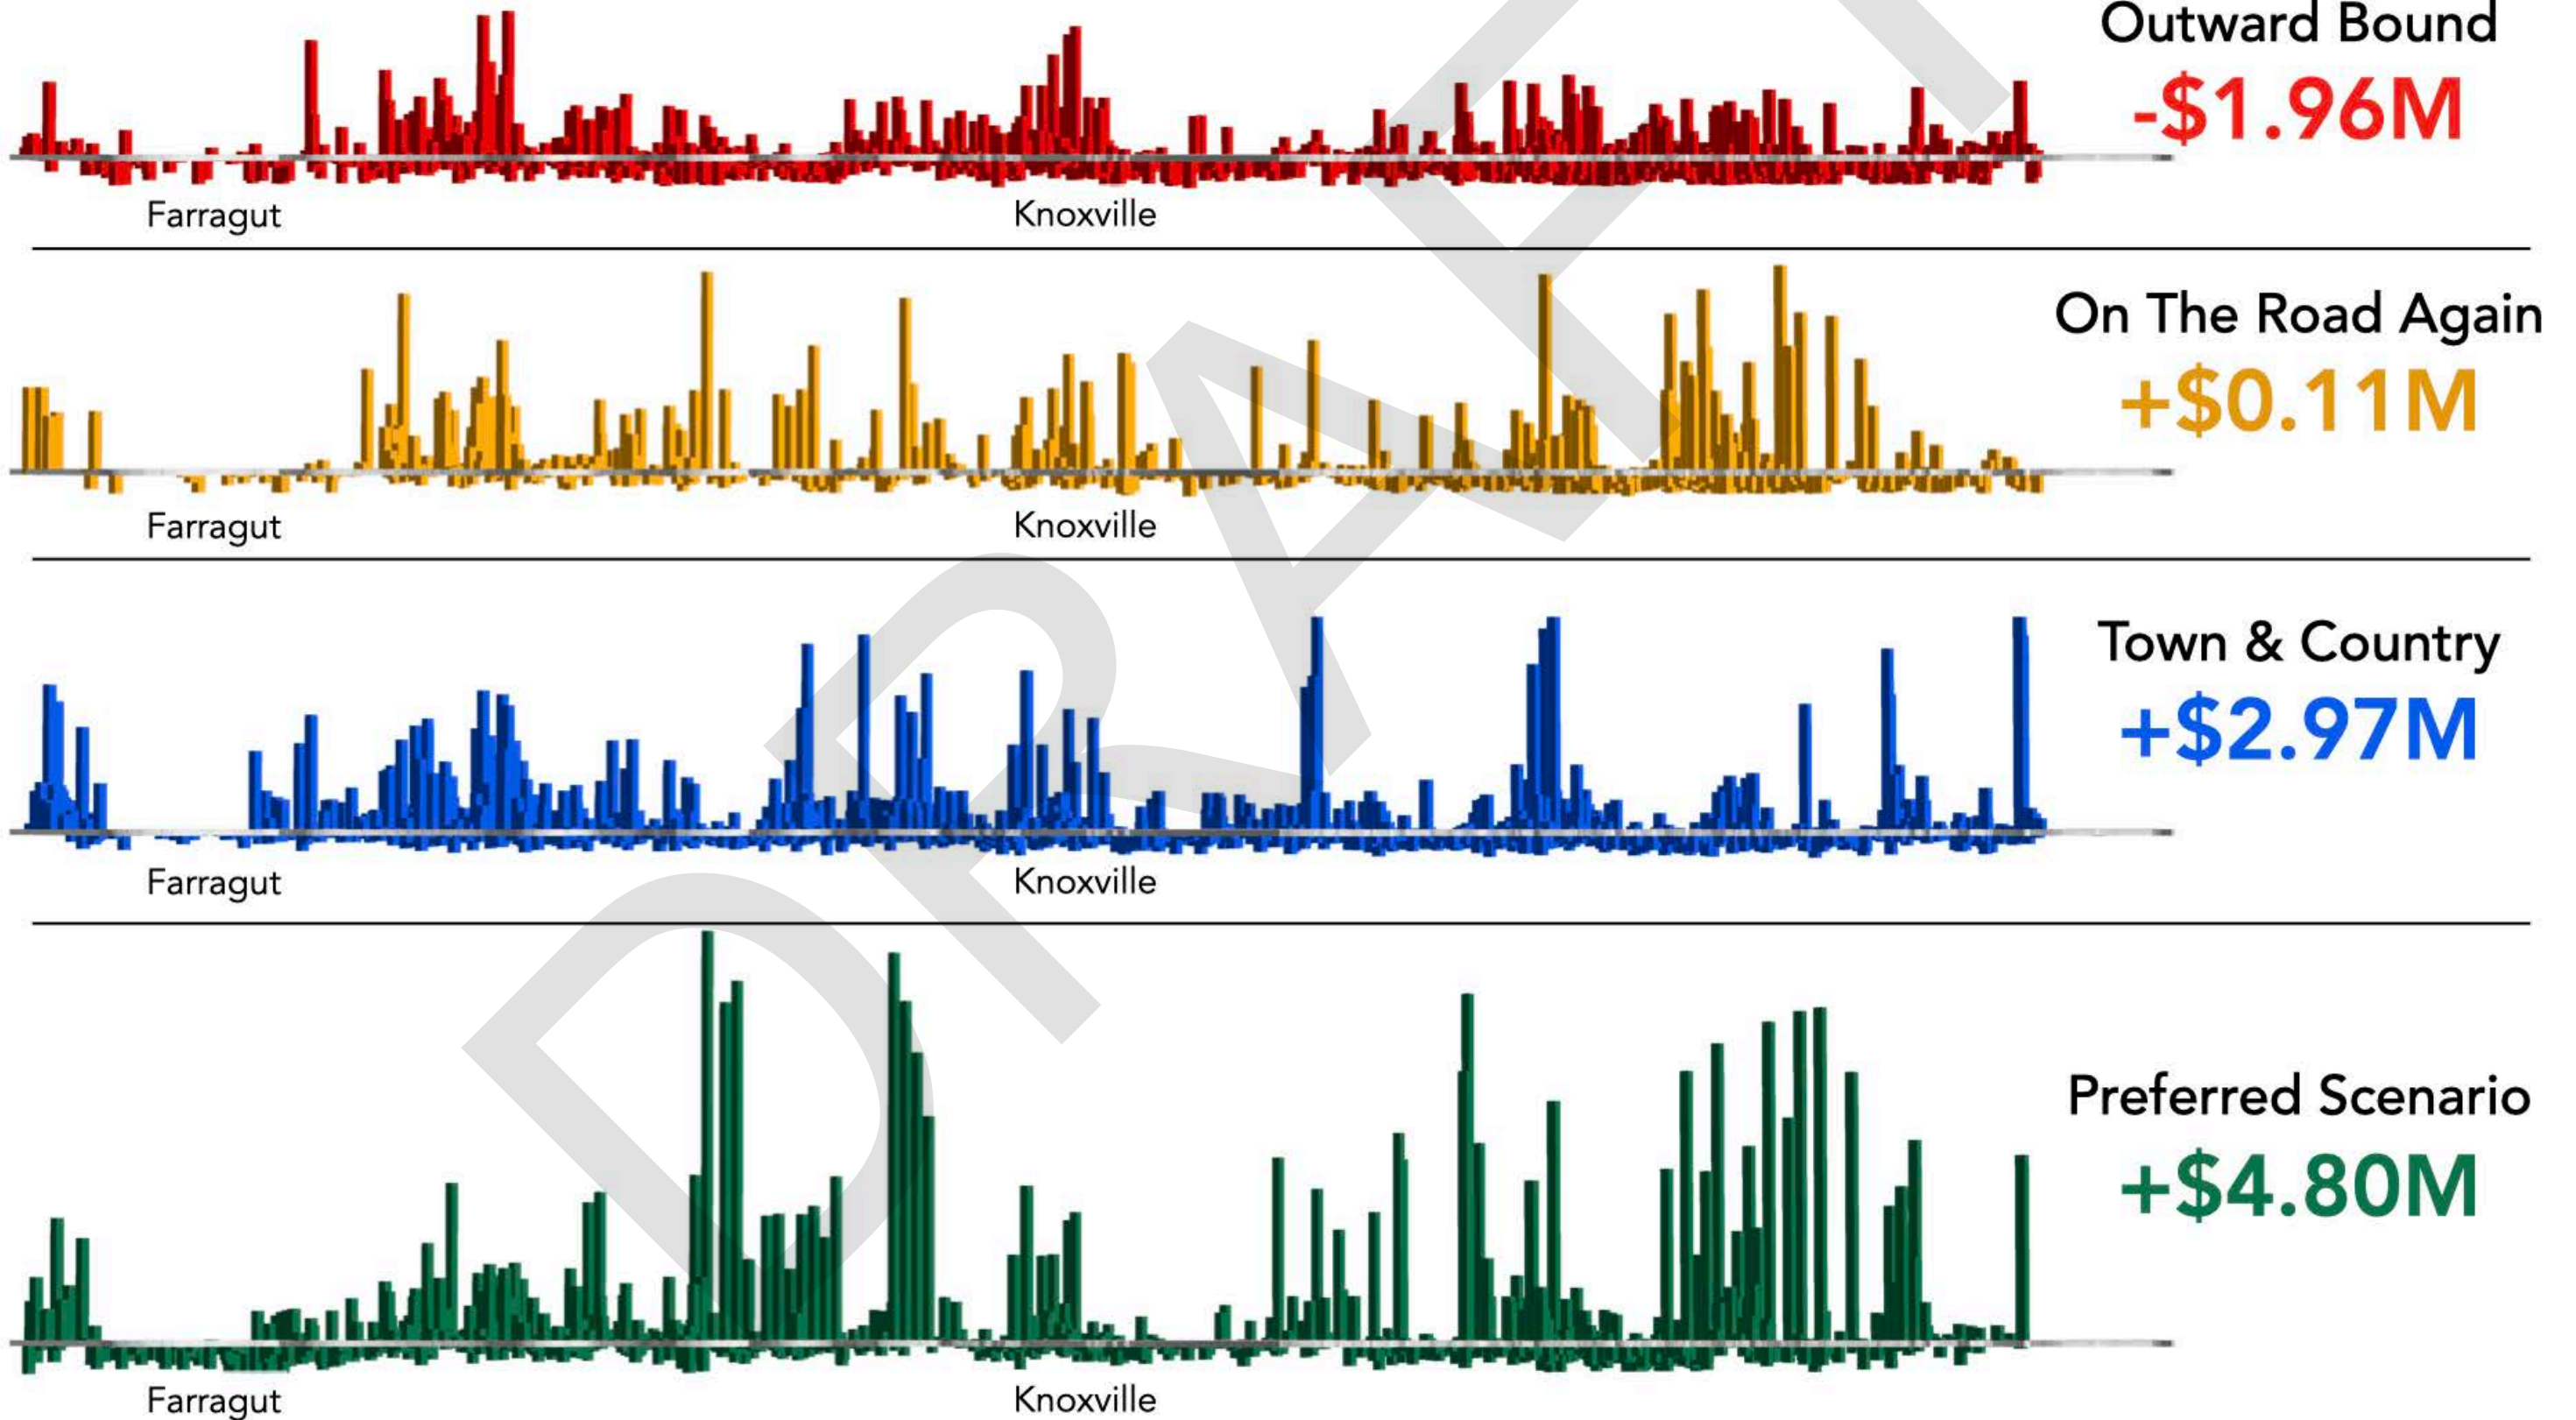 Outward Bound
-$1.96M
Farragut
Knoxville
On The Road Again
+$0.11M
Farragut
Knoxville
Town & Country
+$2.97M
Farragut
Knoxville
Preferred Scenario
+$4.80M
Farragut
Knoxville
DRAFT